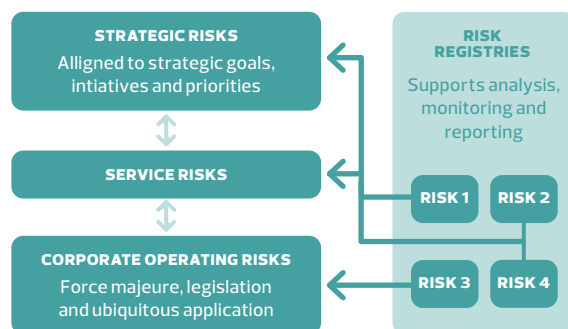 STRATEGIC RISKS
Alligned to strategic goals,
intiatives and priorities
SERVICE RISKS
CORPORATE OPERATING RISKS
Force majeure, legislation
and ubiquitous application
RISK
REGISTRIES
Supports analysis,
monitoring and
reporting
RISK 1
RISK 2
RISK 3
RISK 4